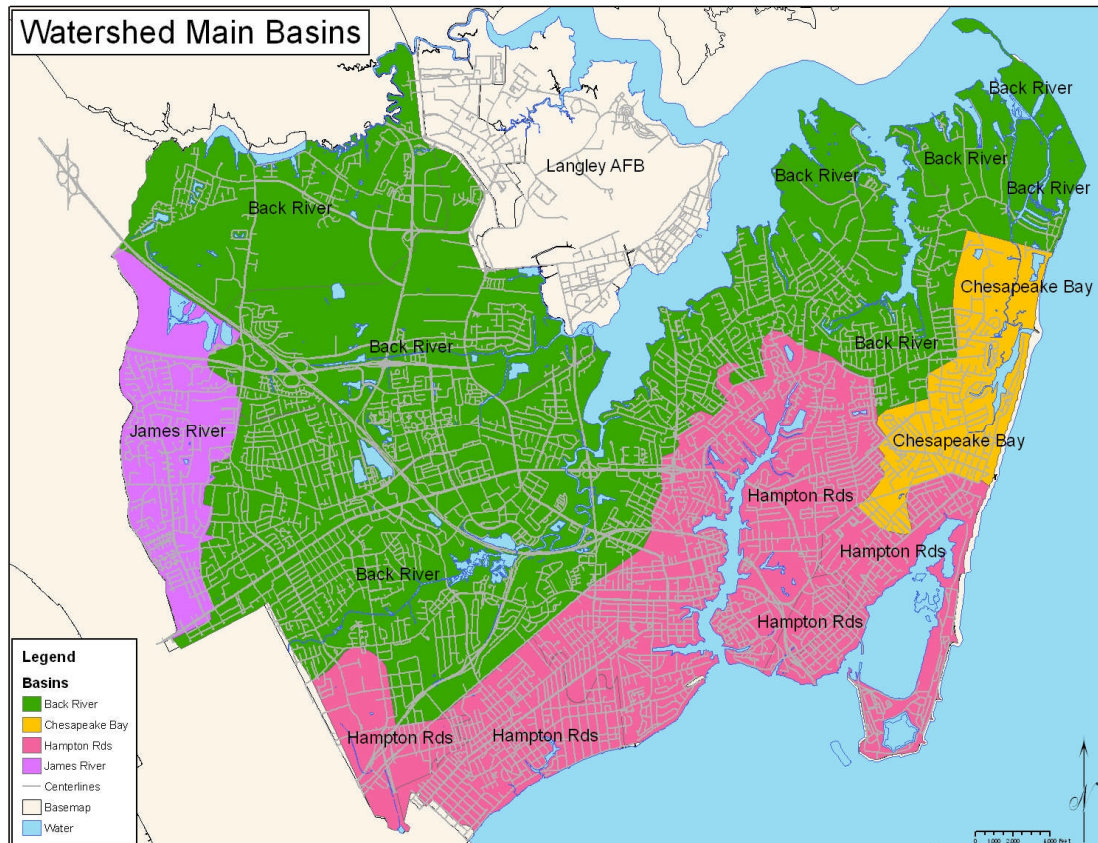 Watershed Main Basins
Back River
Langley AFB
Back River
Back River
Back River
Back River
Chesapeake Bay
Back River
Back River
James River
Chesapeake Bay
Hampton Rds
Hampton Rds
Back River
Hampton Rds
Hampton Rds
Hampton Rds
Legend
Basins
Back River
Chesapeake Bay
Hampton Rds
James River
Centerlines
Basemap
Water
N